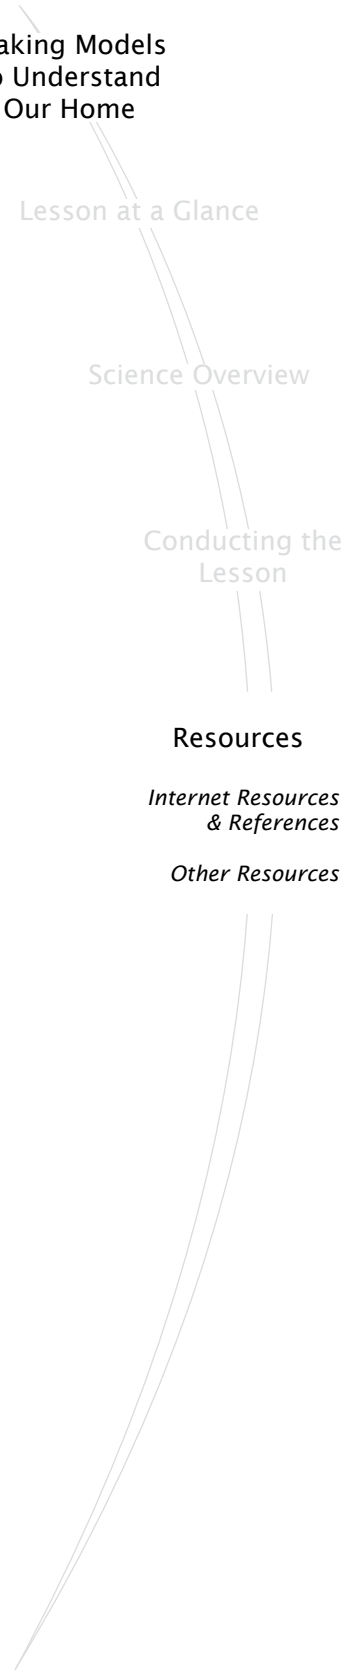 aking Models
o Understand
Our Home
Lesson at a Glance
Science Overview
Conducting the
Lesson
Resources
Internet Resources
& References
Other Resources